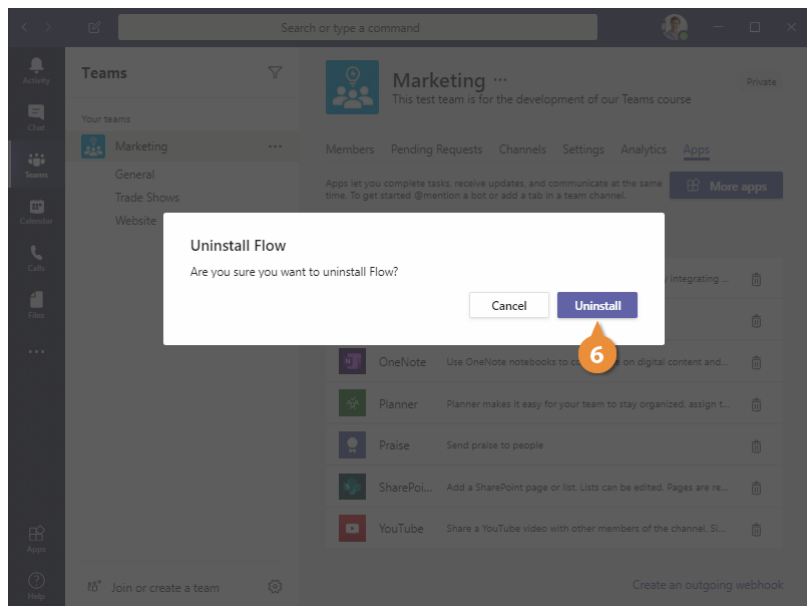 Search or type a command
Activity
Chat
Teams
Calendar
Calls
Files
Apps
Help
Teams
Your teams
Marketing
General
Trade Shows
Website
Join or create a team
Marketing
This test team is for the development of our Teams course
Private
Members Pending Requests Channels Settings Analytics Apps
Apps let you complete tasks, receive updates, and communicate at the same
time. To get started @mention a bot or add a tab in a team channel.
More apps
Uninstall Flow
Are you sure you want to uninstall Flow?
Cancel Uninstall
6
integrating ...
OneNote Use OneNote notebooks to on digital content and...
Planner Planner makes it easy for your team to stay organized, assign t...
Praise Send praise to people
SharePoi... Add a SharePoint page or list. Lists can be edited. Pages are re...
YouTube Share a YouTube video with other members of the channel. Si...
Create an outgoing webhook